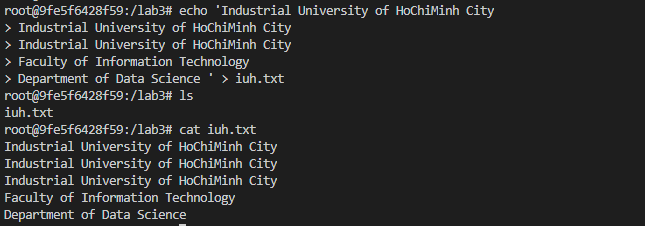 root@9fe5f6428f59:/lab3# echo 'Industrial University of HoChiMinh City
> Industrial University of HoChiMinh City
> Industrial University of HoChiMinh City
> Faculty of Information Technology
> Department of Data Science ' > iuh.txt
root@9fe5f6428f59:/lab3# ls
iuh.txt
root@9fe5f6428f59:/lab3# cat iuh.txt
Industrial University of HoChiMinh City
Industrial University of HoChiMinh City
Industrial University of HoChiMinh City
Faculty of Information Technology
Department of Data Science